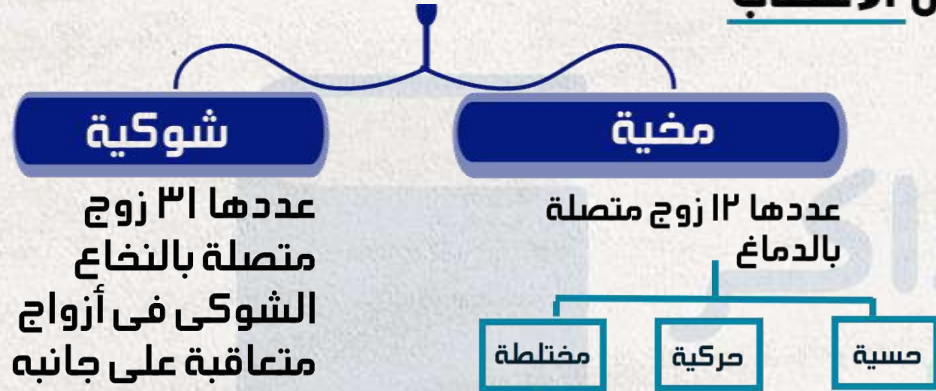 مخية
عددها ١٢ زوج متصلة
بالدماغ
حسية
حركية
مختلطة
شوكية
عددها ٣١ زوج
متصلة بالنخاع
الشوكى فى أزواج
متعاقبة على جانبه